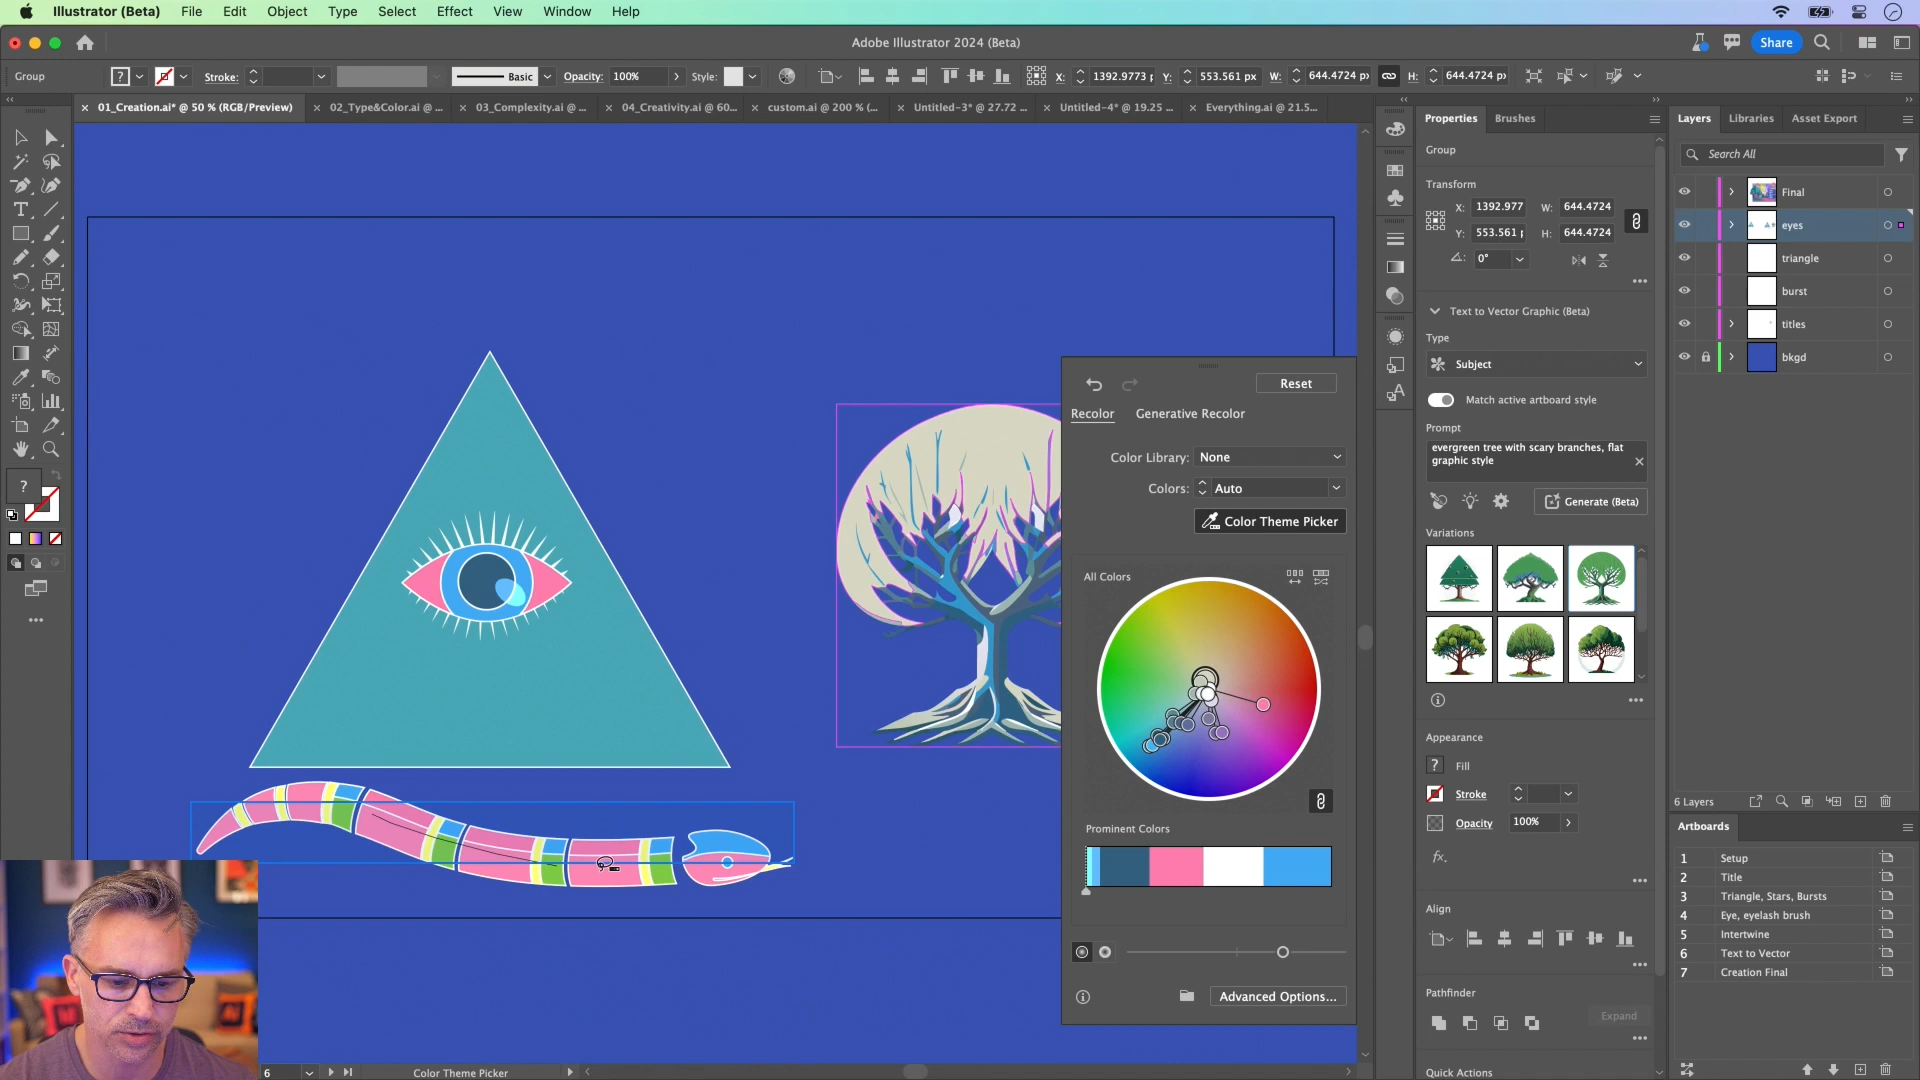 Illustrator (Beta) File Edit Object Type Select Effect View Window Help
Adobe Illustrator 2024 (Beta)
Share
Group
?
Stroke:
Basic
Opacity: 100%
Style:
X: 1392.9773 p
Y: 553.561 px
W: 644.4724 px
H: 644.4724 px
01_Creation.ai* @ 50 % (RGB/Preview)
02_Type&Color.ai @ ...
03_Complexity.ai @ ...
04_Creativity.ai @ 60...
custom.ai @ 200 % (...
Untitled-3* @ 27.72 ...
Untitled-4* @ 19.25 ...
Everything.ai @ 21.5...
?
Reset
Recolor Generative Recolor
Color Library: None
Colors: Auto
Color Theme Picker
All Colors
Prominent Colors
Advanced Options...
6
Color Theme Picker
Properties Brushes
Group
Transform
X: 1392.977 W: 644.4724
Y: 553.561 p H: 644.4724
0°
Text to Vector Graphic (Beta)
Type
Subject
Match active artboard style
Prompt
evergreen tree with scary branches, flat
graphic style
Generate (Beta)
Variations
Appearance
? Fill
Stroke
Opacity 100%
fx.
Align
Pathfinder
Expand
Quick Actions
Layers Libraries Asset Export
Search All
Final
eyes
triangle
burst
titles
bkgd
6 Layers
Artboards
1 Setup
2 Title
3 Triangle, Stars, Bursts
4 Eye, eyelash brush
5 Intertwine
6 Text to Vector
7 Creation Final